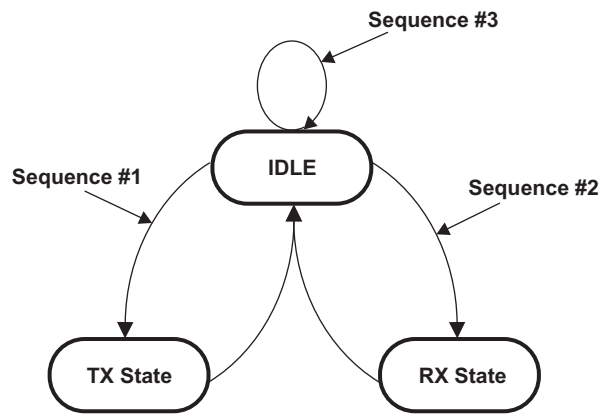 Sequence #3
IDLE
Sequence #1
Sequence #2
TX State
RX State